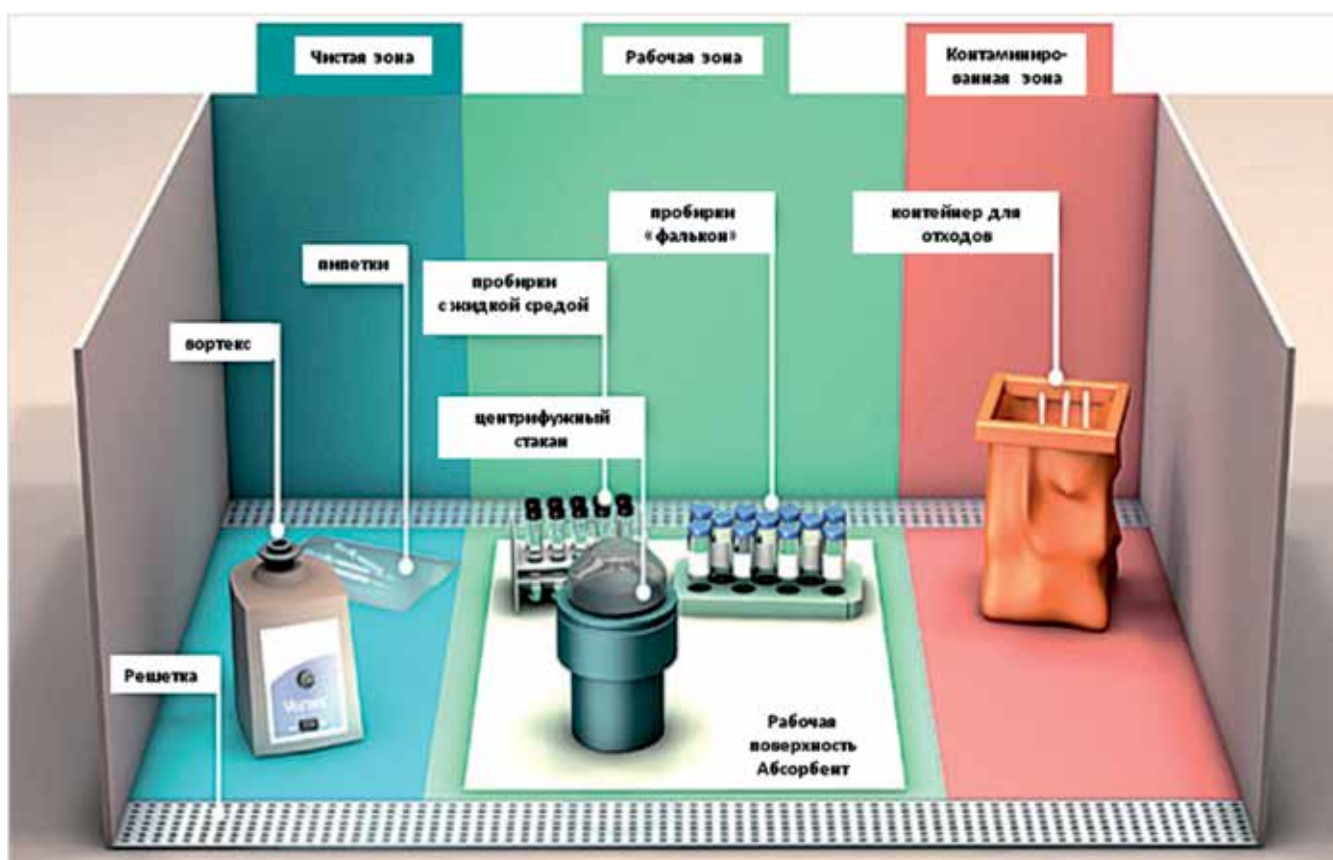 Чистая зона
Рабочая зона
Контаминиро-
ванная зона
пробирки
«фалькон»
контейнер для
отходов
пипетки
пробирки
с жидкой средой
вортекс
центрифужный
стакан
Решетка
Рабочая
поверхность
Абсорбент
Vortex